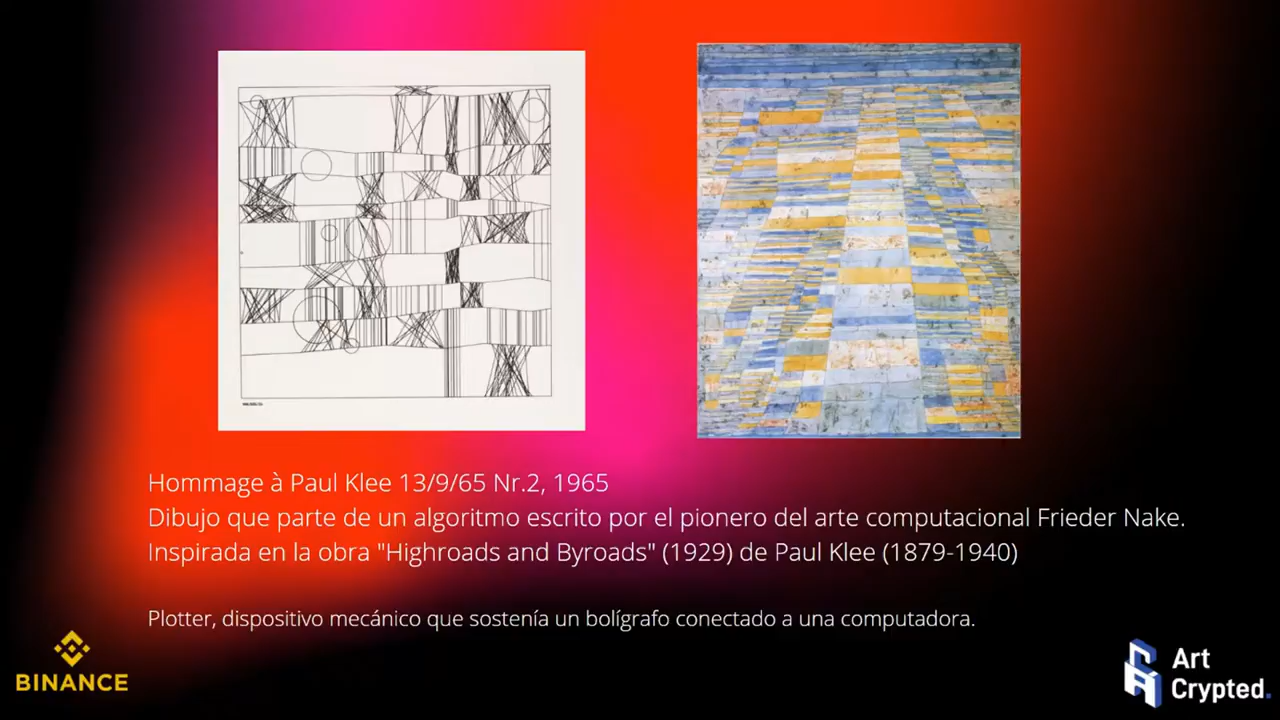 Hommage à Paul Klee 13/9/65 Nr.2, 1965
Dibujo que parte de un algoritmo escrito por el pionero del arte computacional Frieder Nake.
Inspirada en la obra "Highroads and Byroads" (1929) de Paul Klee (1879-1940)
Plotter, dispositivo mecánico que sostenía un bolígrafo conectado a una computadora.
BINANCE
Art
Crypted.